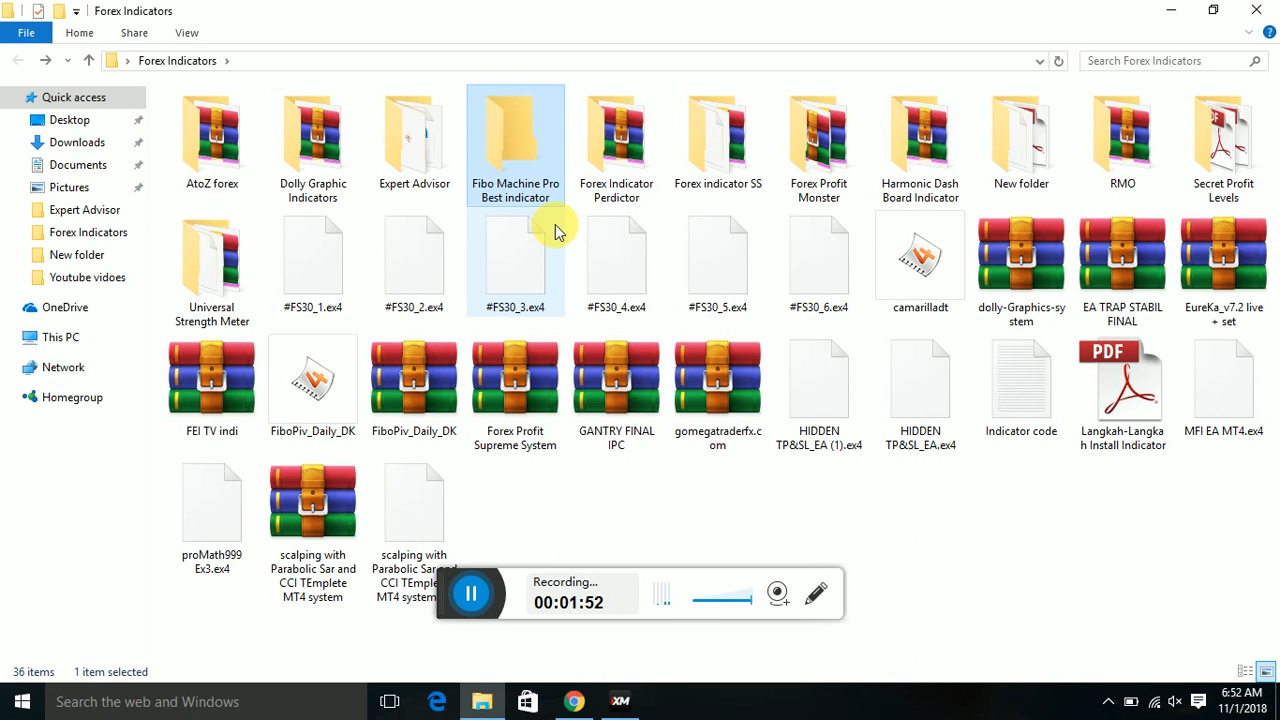 Forex Indicators
File
Home
Share
View
Forex Indicators
Search Forex Indicators
Quick access
Desktop
Downloads
Documents
Pictures
Expert Advisor
Forex Indicators
New folder
Youtube vidoes
OneDrive
This PC
Network
Homegroup
AtoZ forex
Dolly Graphic
Indicators
Expert Advisor
Fibo Machine Pro
Best indicator
Forex Indicator
Perdictor
Forex indicator SS
Forex Profit
Monster
Harmonic Dash
Board Indicator
New folder
RMO
Secret Profit
Levels
Universal
Strength Meter
#FS30_1.ex4
#FS30_2.ex4
#FS30_3.ex4
#FS30_4.ex4
#FS30_5.ex4
#FS30_6.ex4
camarilladt
dolly-Graphics-sy
stem
EA TRAP STABIL
FINAL
EureKa_v7.2 live
+ set
FEI TV indi
FiboPiv_Daily_DK
FiboPiv_Daily_DK
Forex Profit
Supreme System
GANTRY FINAL
IPC
gomegatraderfx.c
om
HIDDEN
TP&SL_EA (1).ex4
HIDDEN
TP&SL_EA.ex4
Indicator code
PDF
Langkah-Langka
h Install Indicator
MFI EA MT4.ex4
proMath999
Ex3.ex4
scalping with
Parabolic Sar and
CCI TEmplete
MT4 system
scalping with
Parabolic Sar and
CCI TEmplete
MT4 system
Recording...
00:01:52
36 items
1 item selected
Search the web and Windows
XM
6:52 AM
11/1/2018